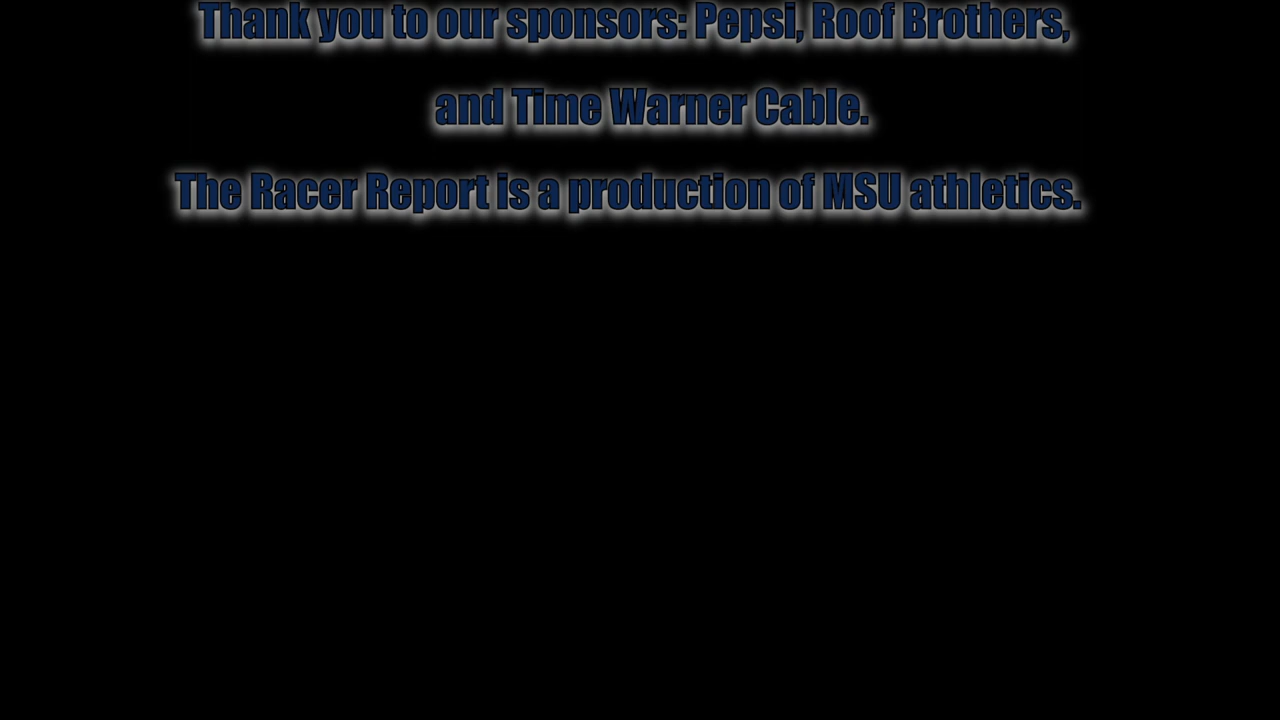 Thank you to our sponsors: Pepsi, Roof Brothers,
and Time Warner Cable.
The Racer Report is a production of MSU athletics.